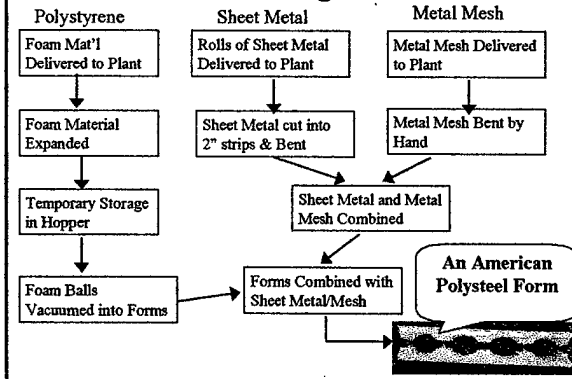 Polystyrene
Sheet Metal
Metal Mesh
Foam Mat'l
Delivered to Plant
Rolls of Sheet Metal
Delivered to Plant
Metal Mesh Delivered
to Plant
Foam Material
Expanded
Sheet Metal cut into
2" strips & Bent
Metal Mesh Bent by
Hand
Temporary Storage
in Hopper
Sheet Metal and Metal
Mesh Combined
Foam Balls
Vacuumed into Forms
Forms Combined with
Sheet Metal/Mesh
An American
Polysteel Form